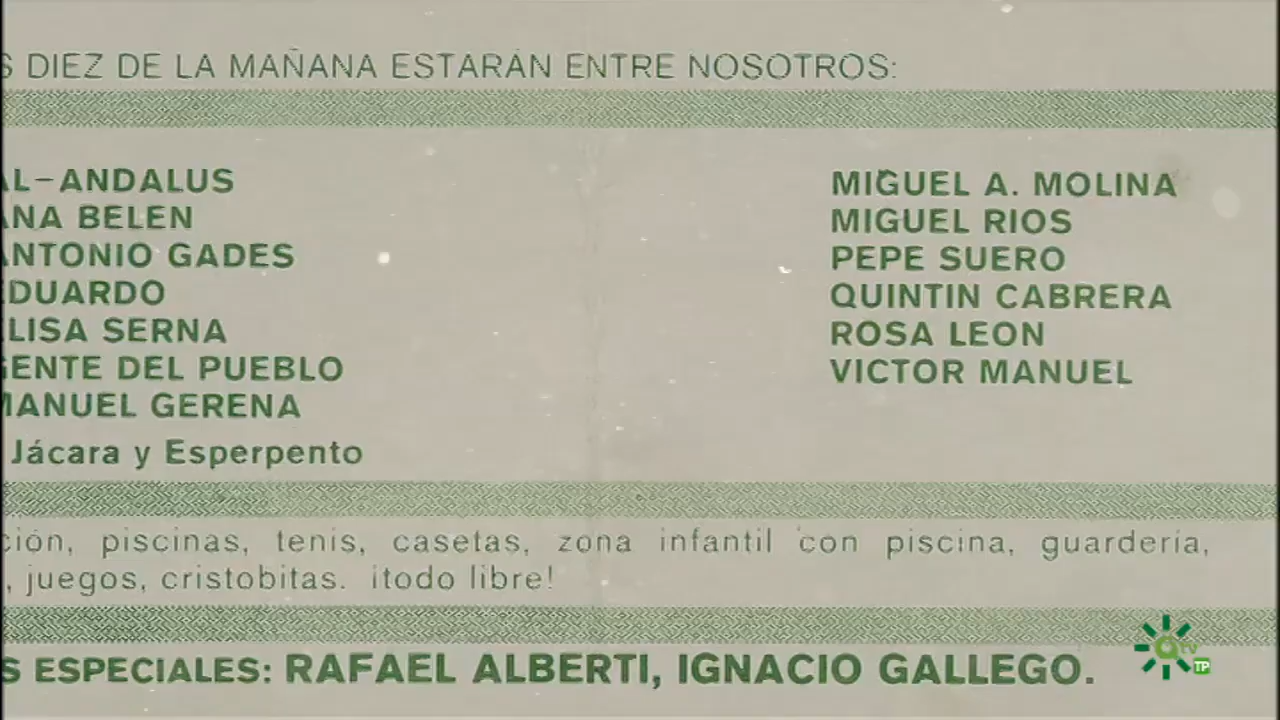 S DIEZ DE LA MAÑANA ESTARÁN ENTRE NOSOTROS:
AL-ANDALUS
ANA BELEN
ANTONIO GADES
EDUARDO
ELISA SERNA
GENTE DEL PUEBLO
MANUEL GERENA
Jácara y Esperpento
MIGUEL A. MOLINA
MIGUEL RIOS
PEPE SUERO
QUINTIN CABRERA
ROSA LEON
VICTOR MANUEL
ción, piscinas, tenis, casetas, zona infantil con piscina, guardería,
, juegos, cristobitas. ¡todo libre!
S ESPECIALES: RAFAEL ALBERTI, IGNACIO GALLEGO.
a tv
TP